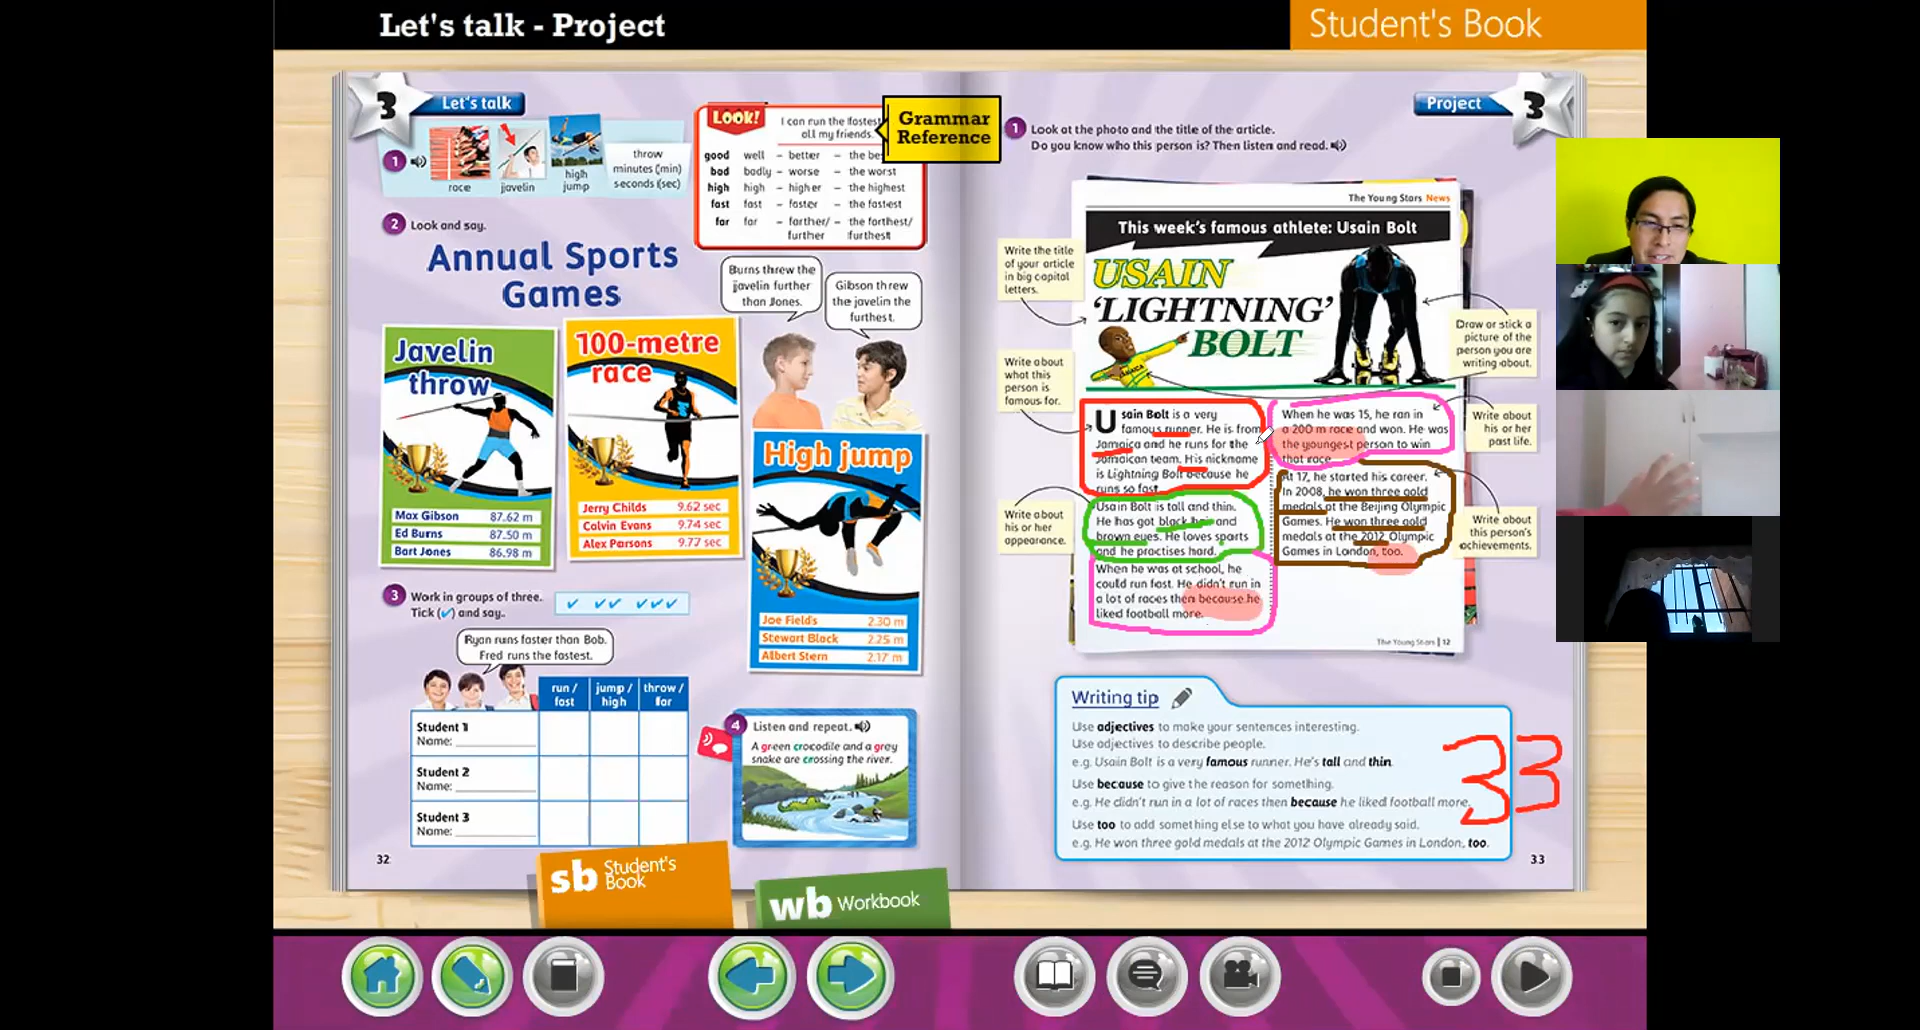 Let's talk - Project
Student's Book
3
Let's talk
1
race
javelin
high
jump
throw
minutes (min)
seconds (sec)
LOOK!
I can run the fastest
all my friends.
good well - better - the bes
bad badly - worse - the worst
high high - higher - the highest
fast fast - faster - the fastest
far far - farther/ - the farthest/
further furthest
Grammar
Reference
2 Look and say.
Annual Sports
Games
Burns threw the
javelin further
than Jones.
Gibson threw
the javelin the
furthest.
Javelin
throw
Max Gibson 87.62 m
Ed Burns 87.50 m
Bart Jones 86.98 m
100-metre
race
Jerry Childs 9.62 sec
Calvin Evans 9.74 sec
Alex Parsons 9.77 sec
High jump
Joe Fields 2.30 m
Stewart Black 2.25 m
Albert Stern 2.17 m
3 Work in groups of three.
Tick (✓) and say.
✓ ✓✓ ✓✓✓
Ryan runs faster than Bob.
Fred runs the fastest.
run /
fast
jump /
high
throw /
far
Student 1
Name:
Student 2
Name:
Student 3
Name:
4 Listen and repeat.
A green crocodile and a grey
snake are crossing the river.
32
Project
3
1 Look at the photo and the title of the article.
Do you know who this person is? Then listen and read.
The Young Stars News
This week's famous athlete: Usain Bolt
USAIN
'LIGHTNING'
BOLT
JAMAICA
Write the title
of your article
in big capital
letters.
Write about
what this
person is
famous for.
Write about
his or her
appearance.
Draw or stick a
picture of the
person you are
writing about.
Write about
his or her
past life.
Write about
this person's
achievements.
Usain Bolt is a very
famous runner. He is from
Jamaica and he runs for the
Jamaican team. His nickname
is Lightning Bolt because he
runs so fast.
Usain Bolt is tall and thin.
He has got black hair and
brown eyes. He loves sports
and he practises hard.
When he was at school, he
could run fast. He didn't run in
a lot of races then because he
liked football more.
When he was 15, he ran in
a 200 m race and won. He was
the youngest person to win
that race
At 17, he started his career.
In 2008, he won three gold
medals at the Beijing Olympic
Games. He won three gold
medals at the 2012 Olympic
Games in London, too.
The Young Stars | 12
Writing tip
Use adjectives to make your sentences interesting.
Use adjectives to describe people.
e.g. Usain Bolt is a very famous runner. He's tall and thin.
Use because to give the reason for something.
e.g. He didn't run in a lot of races then because he liked football more.
Use too to add something else to what you have already said.
e.g. He won three gold medals at the 2012 Olympic Games in London, too.
33
33
sb Student's
Book
wb Workbook